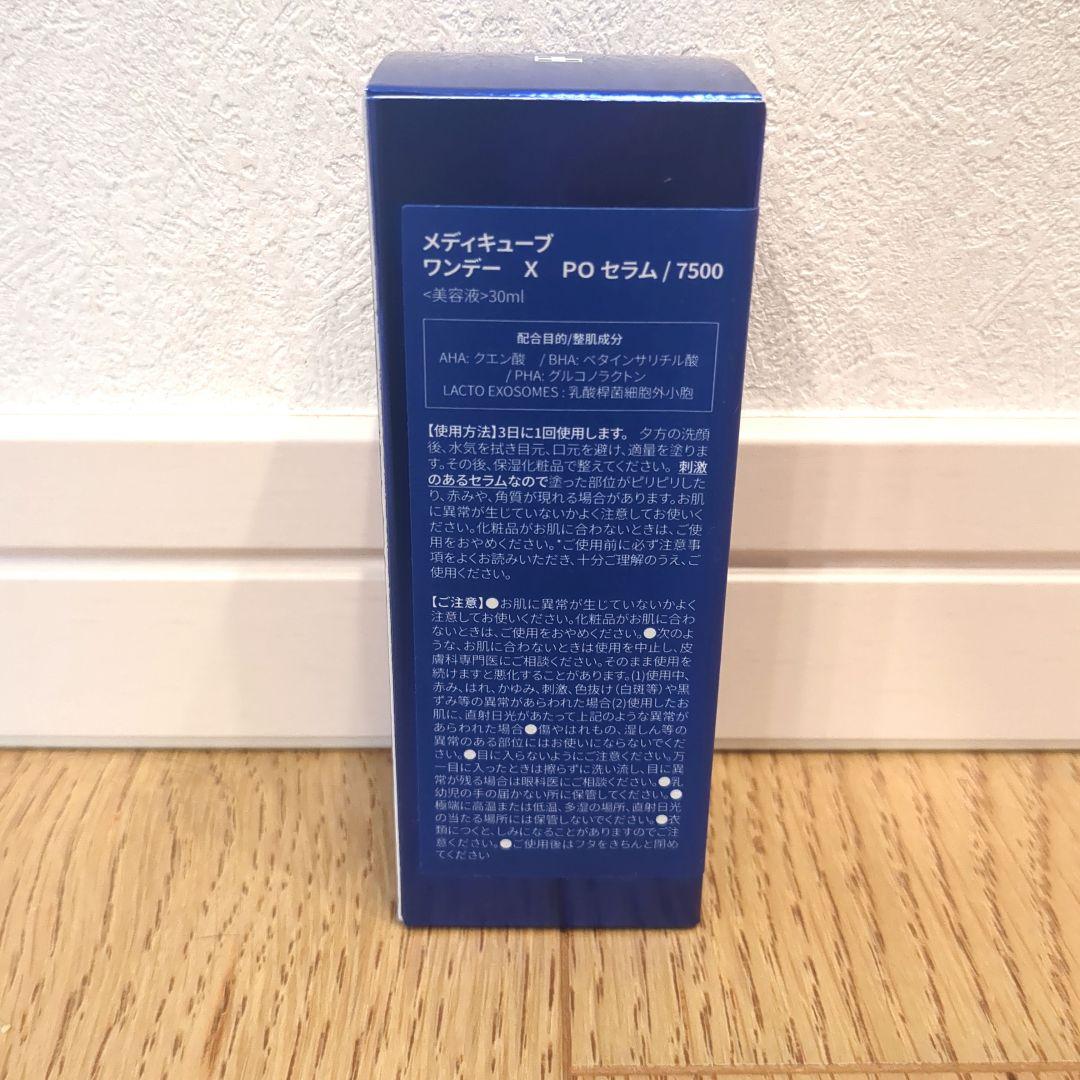 メディキューブ
ワンデー X PO セラム / 7500
<美容液>30ml
配合目的/整肌成分
AHA: クエン酸 / BHA: ベタインサリチル酸
/ PHA: グルコノラクトン
LACTO EXOSOMES : 乳酸桿菌細胞外小胞
【使用方法】3日に1回使用します。 夕方の洗顔
後、水気を拭き目元、口元を避け、適量を塗りま
す。その後、保湿化粧品で整えてください。 刺激
のあるセラムなので塗った部位がピリピリした
り、赤みや、角質が現れる場合があります。お肌
に異常が生じていないかよく注意してお使いく
ださい。化粧品がお肌に合わないときは、ご使
用をおやめください。*ご使用前に必ず注意事
項をよくお読みいただき、十分ご理解のうえ、ご
使用ください。
【ご注意】●お肌に異常が生じていないかよく
注意してお使いください。化粧品がお肌に合わ
ないときは、ご使用をおやめください。●次のよ
うな、お肌に合わないときは使用を中止し、皮
膚科専門医にご相談ください。そのまま使用を
続けますと悪化することがあります。(1)使用中、
赤み、はれ、かゆみ、刺激、色抜け(白斑等)や黒
ずみ等の異常があらわれた場合(2)使用したお
肌に、直射日光があたって上記のような異常が
あらわれた場合●傷やはれもの、湿しん等の
異常のある部位にはお使いにならないでくだ
さい。●目に入らないようにご注意ください。万
一目に入ったときは擦らずに洗い流し、目に異
常が残る場合は眼科医にご相談ください。●乳
幼児の手の届かない所に保管してください。●
極端に高温または低温、多湿の場所、直射日光
の当たる場所には保管しないでください。●衣
類につくと、しみになることがありますのでご注
意ください。●ご使用後はフタをきちんと閉め
てください